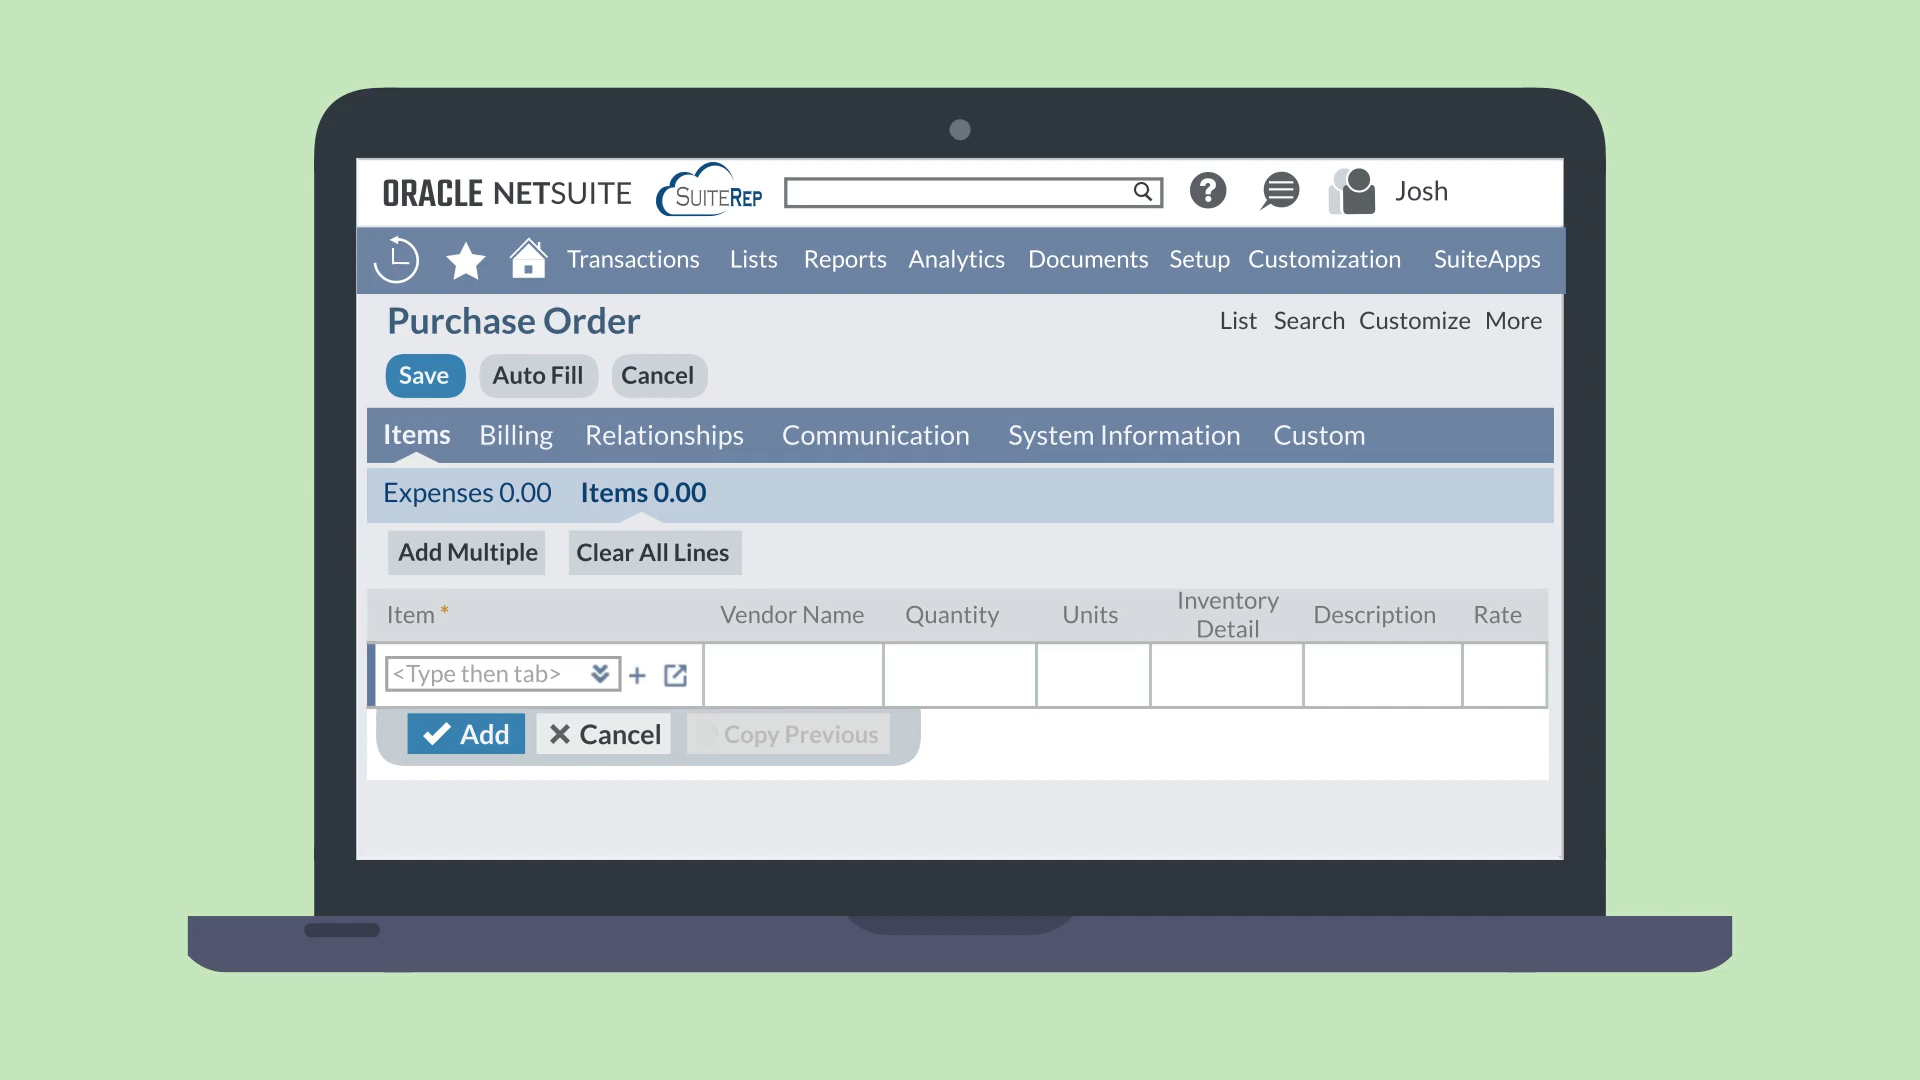 ORACLE NETSUITE SUITEREP ? Josh
Transactions Lists Reports Analytics Documents Setup Customization SuiteApps
Purchase Order List Search Customize More
Save Auto Fill Cancel
Items Billing Relationships Communication System Information Custom
Expenses 0.00 Items 0.00
Add Multiple Clear All Lines
Item * Vendor Name Quantity Units Inventory Detail Description Rate
<Type then tab>
Add Cancel Copy Previous